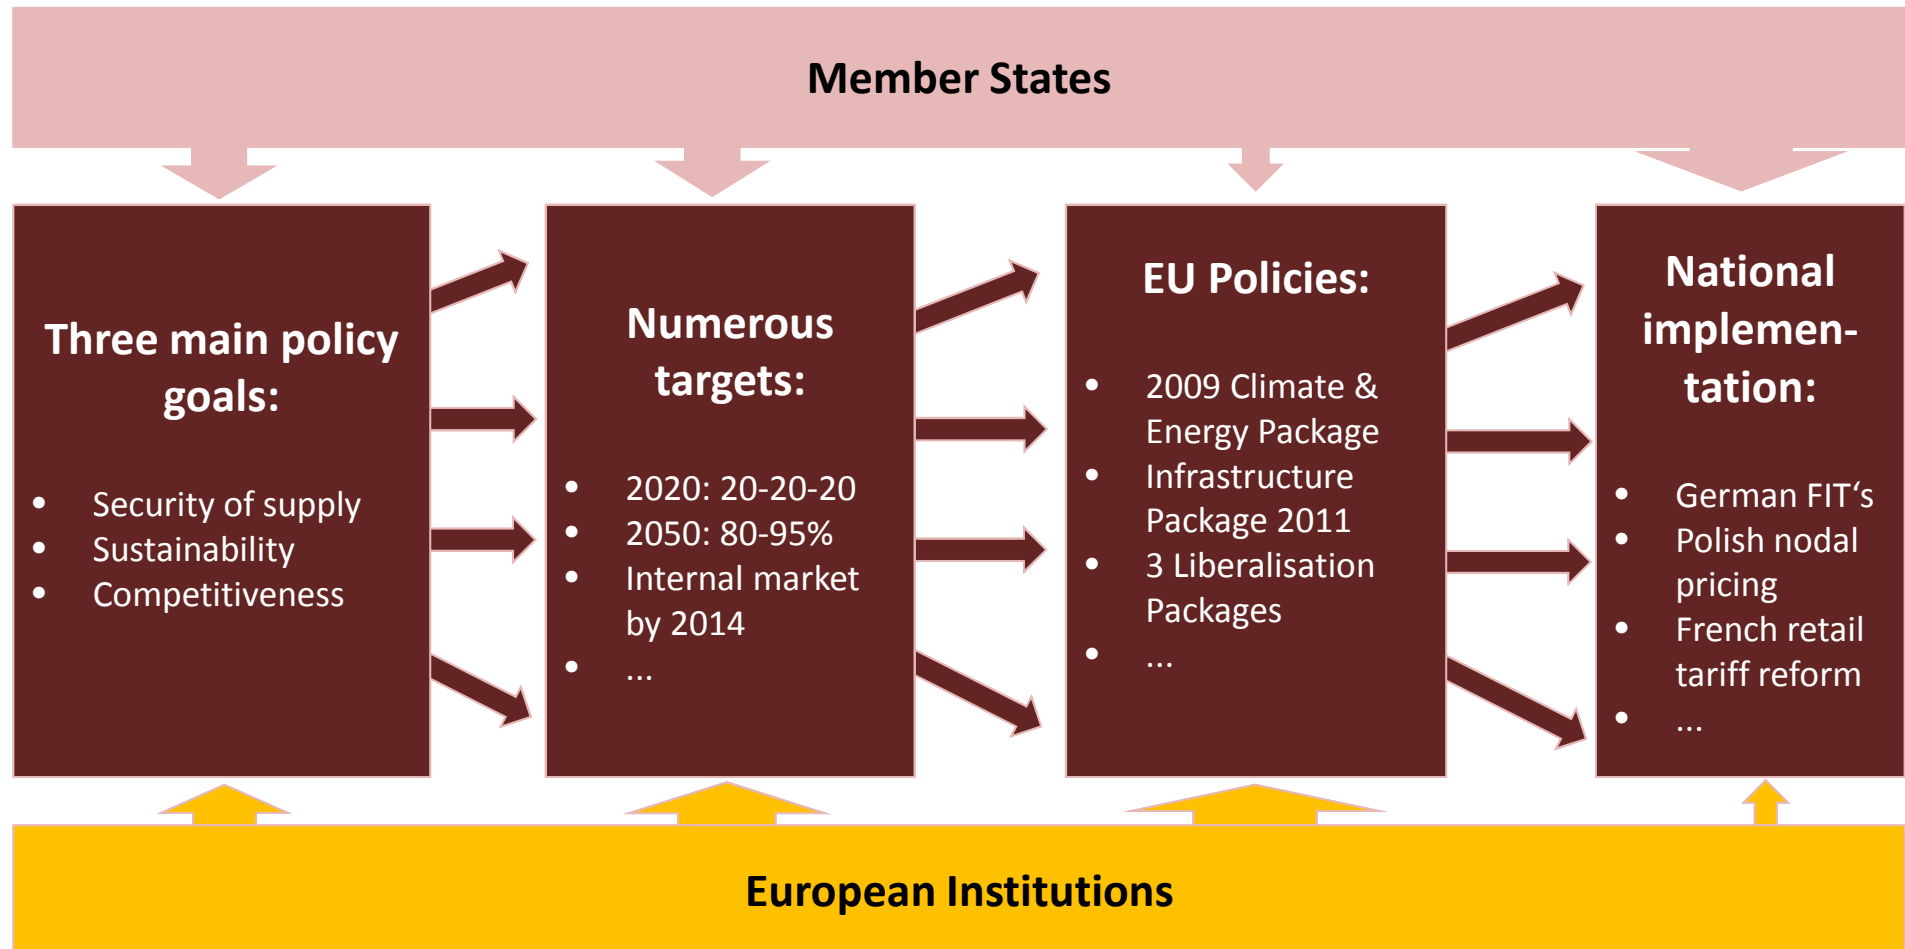 Member States
Three main policy
goals:
• Security of supply
• Sustainability
• Competitiveness
Numerous
targets:
• 2020: 20-20-20
• 2050: 80-95%
• Internal market
by 2014
• ...
EU Policies:
• 2009 Climate &
Energy Package
• Infrastructure
Package 2011
• 3 Liberalisation
Packages
• ...
National
implemen-
tation:
• German FIT‘s
• Polish nodal
pricing
• French retail
tariff reform
• ...
European Institutions